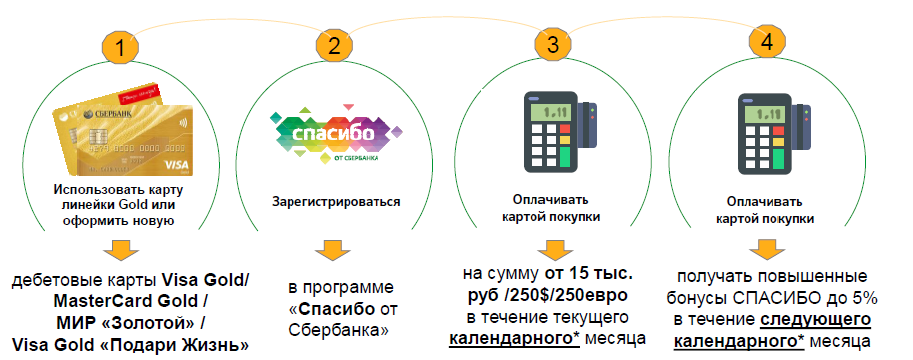 1
2
3
4
СБЕРБАНК
VISA
Использовать карту
линейки Gold или
оформить новую
спасибо
ОТ СБЕРБАНКА
Зарегистрироваться
1.11
Оплачивать
картой покупки
1.11
Оплачивать
картой покупки
дебетовые карты Visa Gold/
MasterCard Gold /
МИР «Золотой» /
Visa Gold «Подари Жизнь»
в программе
«Спасибо от
Сбербанка»
на сумму от 15 тыс.
руб /250$/250евро
в течение текущего
календарного* месяца
получать повышенные
бонусы СПАСИБО до 5%
в течение следующего
календарного* месяца